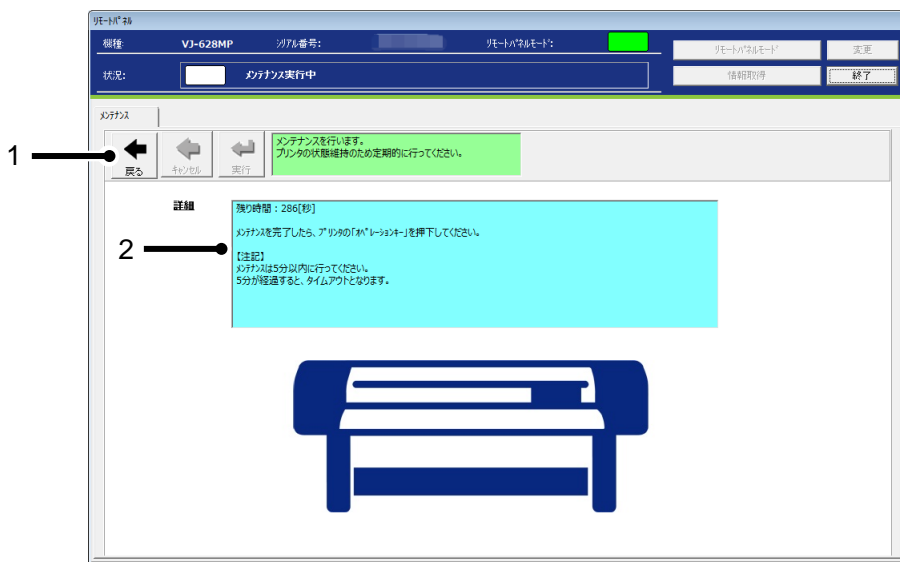 リモートパネル
機種: VJ-628MP シリアル番号: リモートパネルモード:
リモートパネルモード 変更
状況: メンテナンス実行中
情報取得 終了
メンテナンス
1
戻る キャンセル 実行
メンテナンスを行います。
プリンタの状態維持のため定期的に行ってください。
詳細
2
残り時間：286[秒]
メンテナンスを完了したら、プリンタの「オペレーションキー」を押下してください。
【注記】
メンテナンスは5分以内に行ってください。
5分が経過すると、タイムアウトとなります。